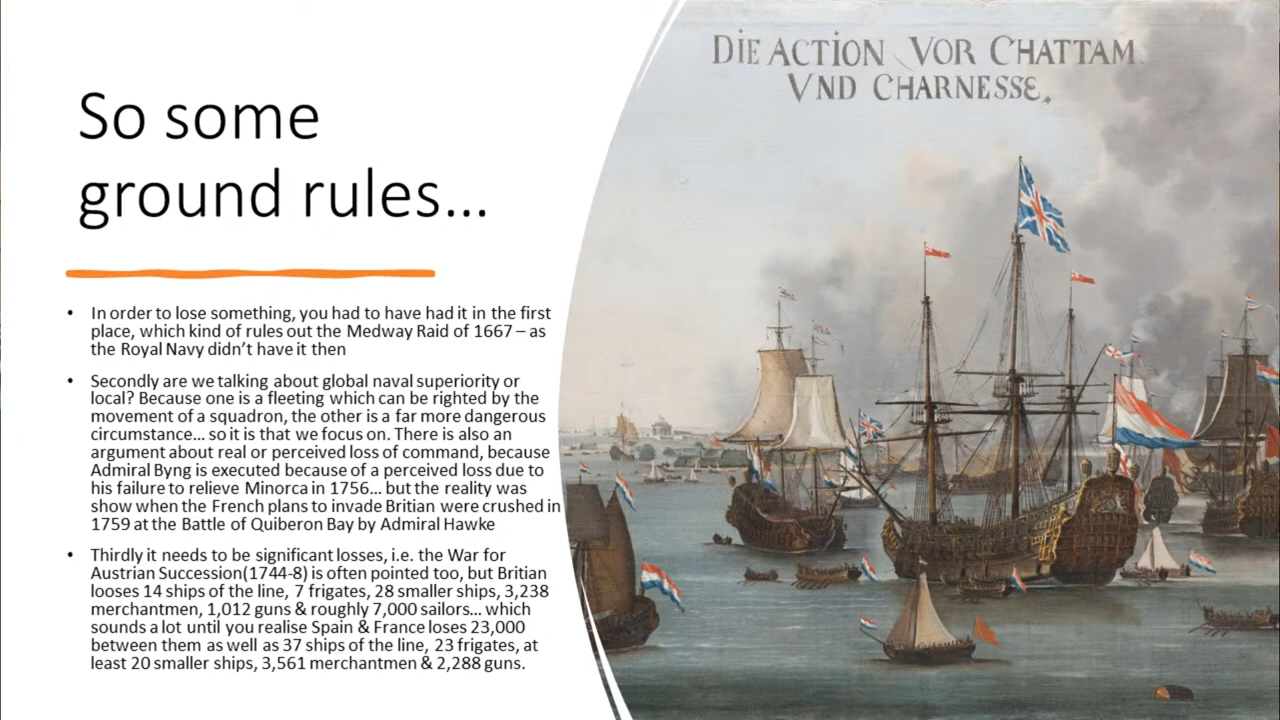 So some
ground rules...
• In order to lose something, you had to have had it in the first
place, which kind of rules out the Medway Raid of 1667 – as
the Royal Navy didn't have it then
• Secondly are we talking about global naval superiority or
local? Because one is a fleeting which can be righted by the
movement of a squadron, the other is a far more dangerous
circumstance... so it is that we focus on. There is also an
argument about real or perceived loss of command, because
Admiral Byng is executed because of a perceived loss due to
his failure to relieve Minorca in 1756... but the reality was
show when the French plans to invade Britian were crushed in
1759 at the Battle of Quiberon Bay by Admiral Hawke
• Thirdly it needs to be significant losses, i.e. the War for
Austrian Succession(1744-8) is often pointed too, but Britian
looses 14 ships of the line, 7 frigates, 28 smaller ships, 3,238
merchantmen, 1,012 guns & roughly 7,000 sailors... which
sounds a lot until you realise Spain & France loses 23,000
between them as well as 37 ships of the line, 23 frigates, at
least 20 smaller ships, 3,561 merchantmen & 2,288 guns.
DIE ACTION VOR CHATTAM
VND CHARNESSE,